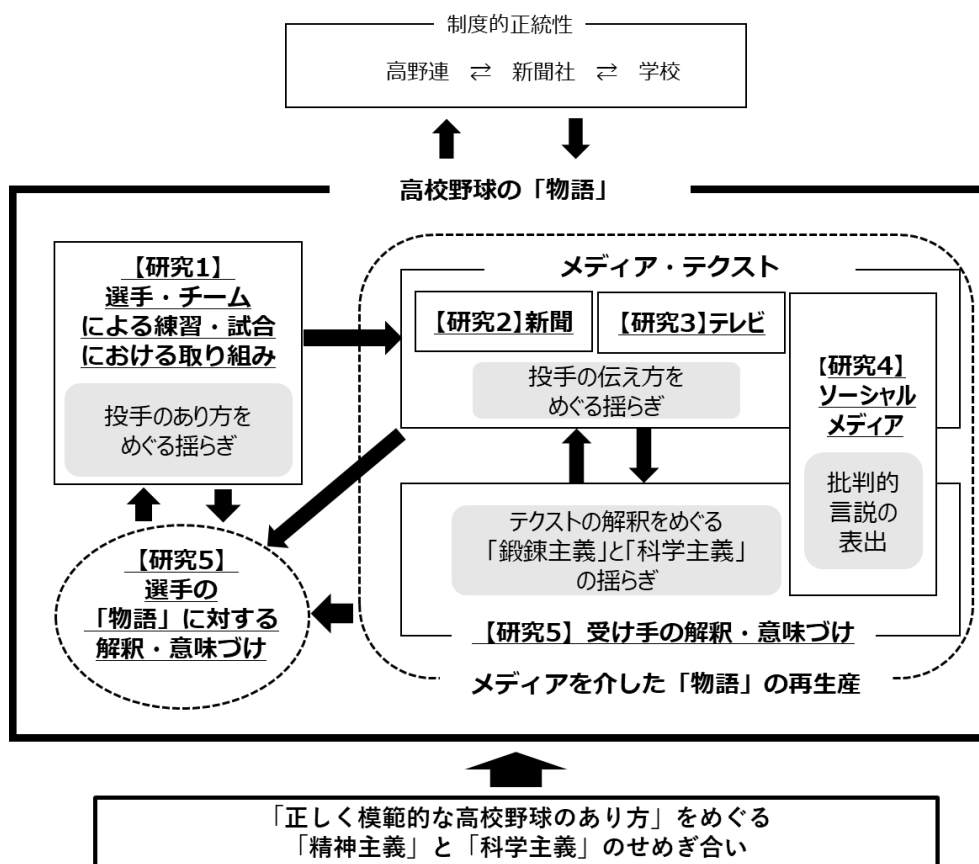 制度的正統性
高野連 ⇄ 新聞社 ⇄ 学校
高校野球の「物語」
【研究1】
選手・チーム
による練習・試合
における取り組み
投手のあり方を
めぐる揺らぎ
メディア・テクスト
【研究2】新聞
【研究3】テレビ
投手の伝え方を
めぐる揺らぎ
【研究4】
ソーシャル
メディア
批判的
言説の
表出
テクストの解釈をめぐる
「鍛錬主義」と「科学主義」
の揺らぎ
【研究5】受け手の解釈・意味づけ
メディアを介した「物語」の再生産
【研究5】
選手の
「物語」に対する
解釈・意味づけ
「正しく模範的な高校野球のあり方」をめぐる
「精神主義」と「科学主義」のせめぎ合い